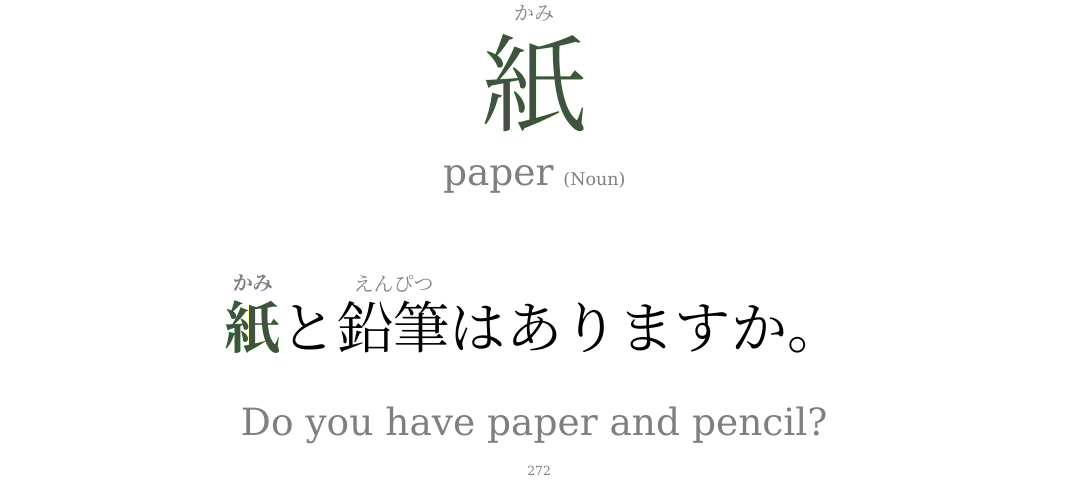 かみ
紙
paper (Noun)
かみ えんぴつ
紙と鉛筆はありますか。
Do you have paper and pencil?
272